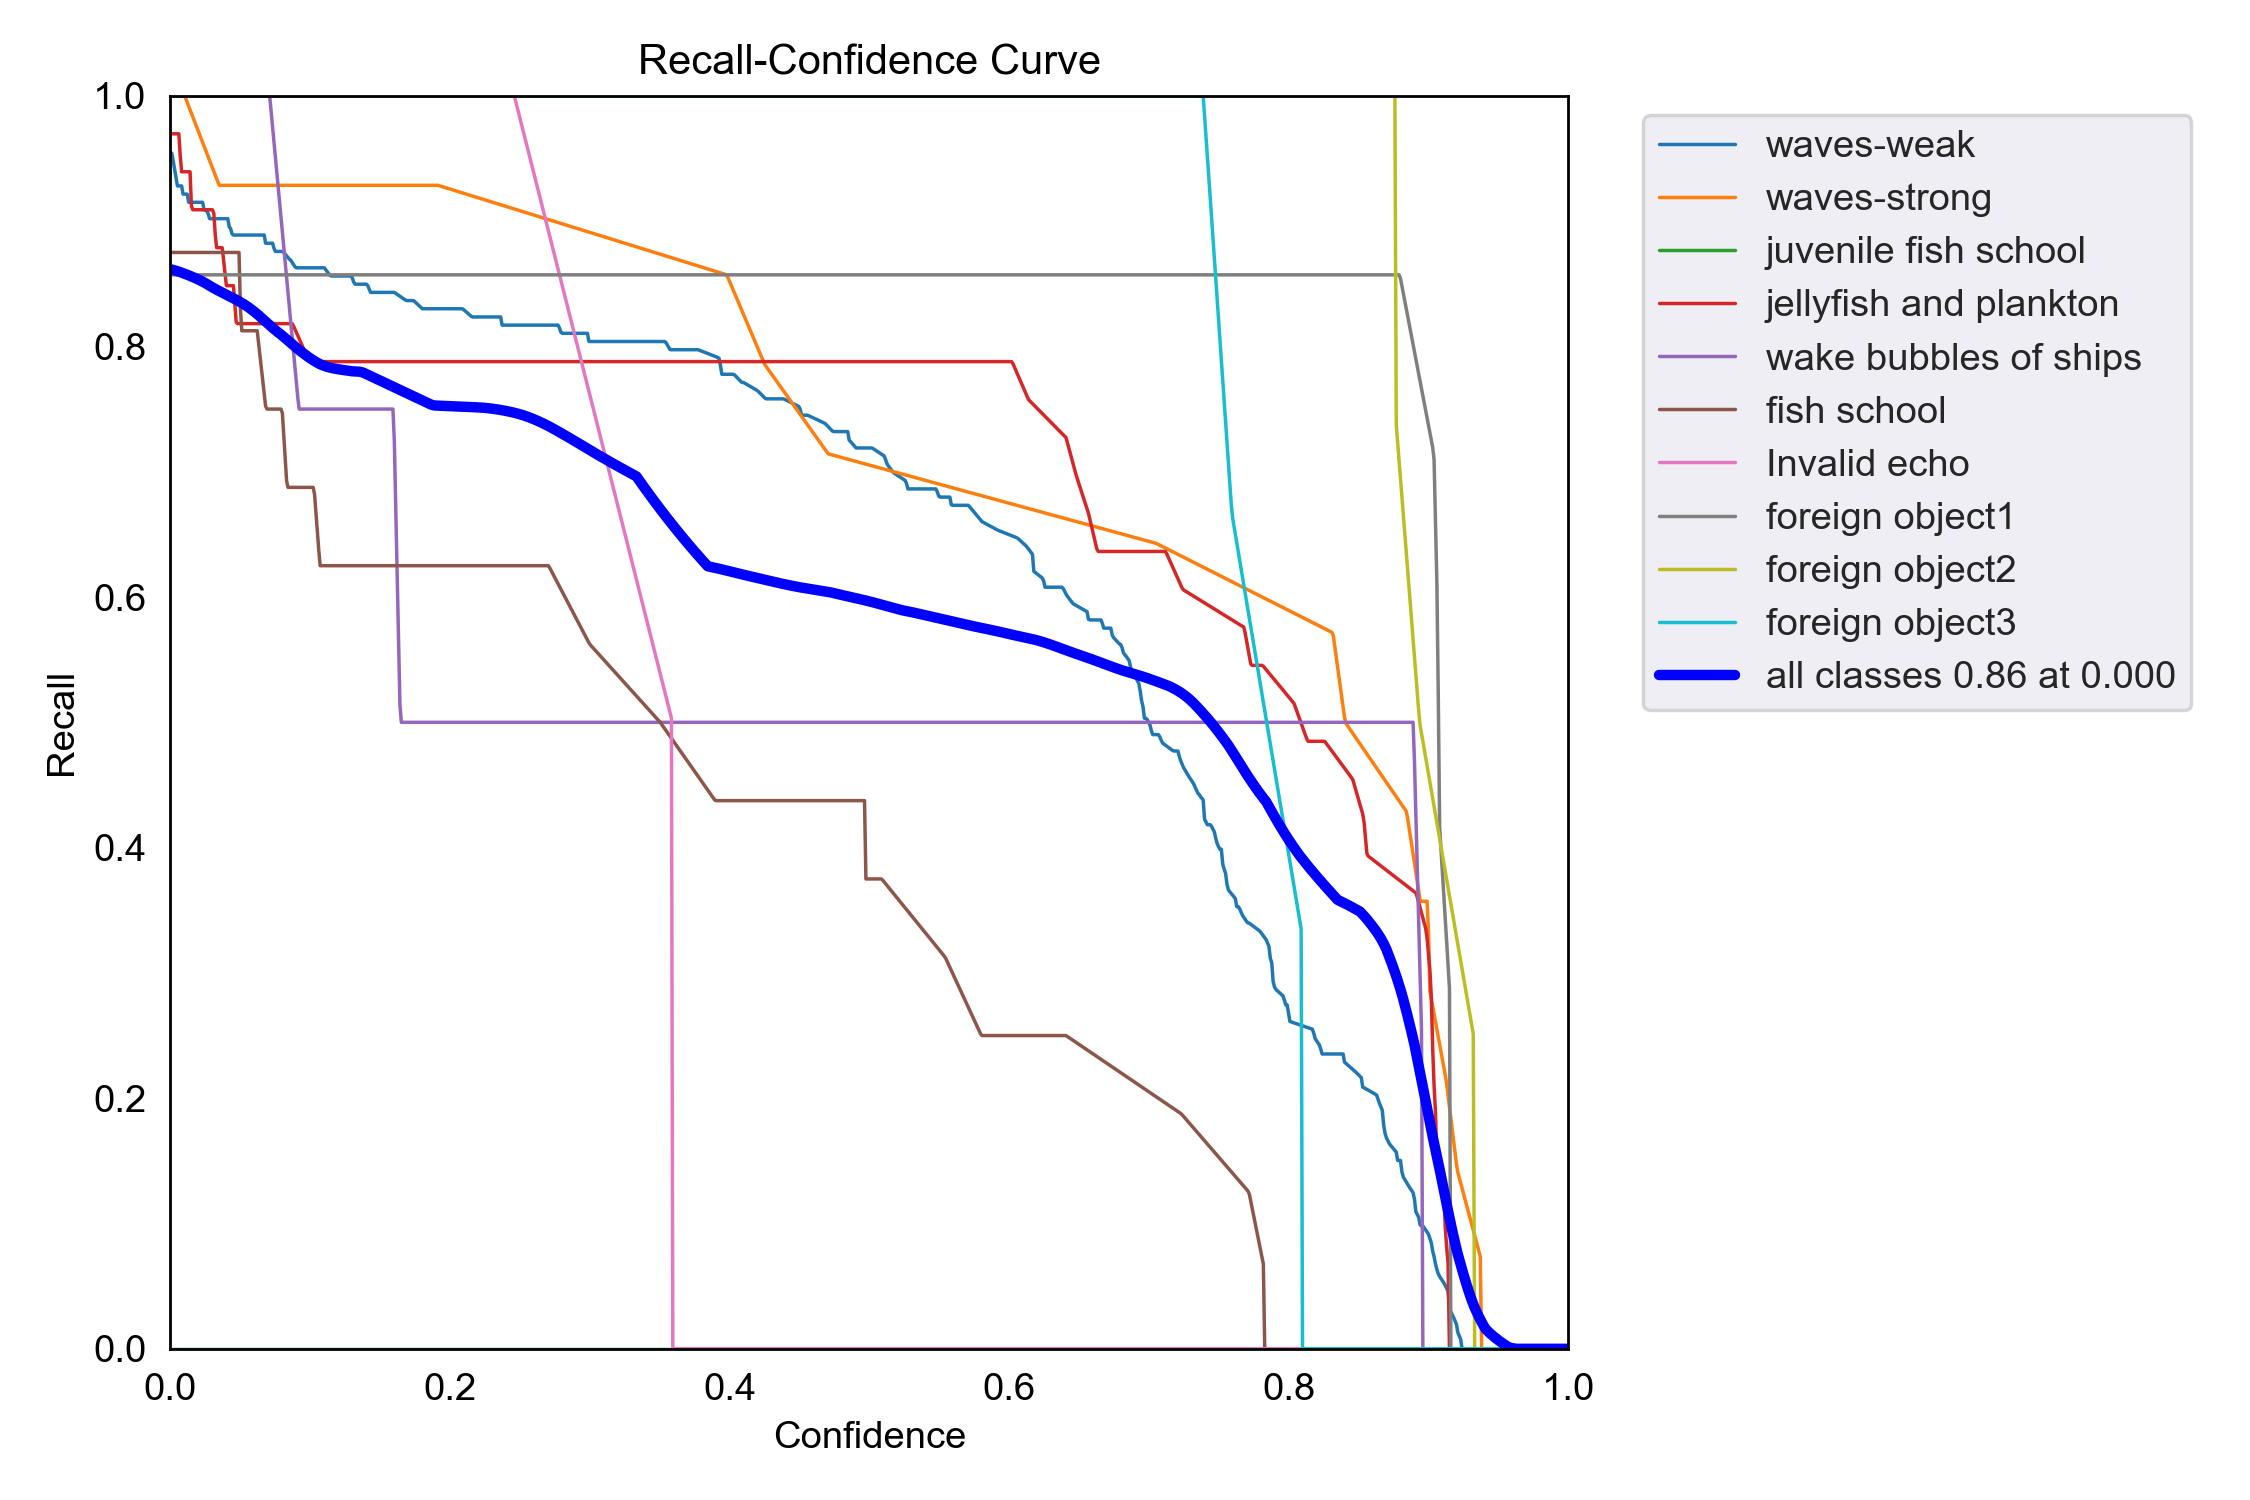 Recall-Confidence Curve
1.0
0.8
0.6
0.4
0.2
0.0
Recall
0.0 0.2 0.4 0.6 0.8 1.0
Confidence
waves-weak
waves-strong
juvenile fish school
jellyfish and plankton
wake bubbles of ships
fish school
Invalid echo
foreign object1
foreign object2
foreign object3
all classes 0.86 at 0.000